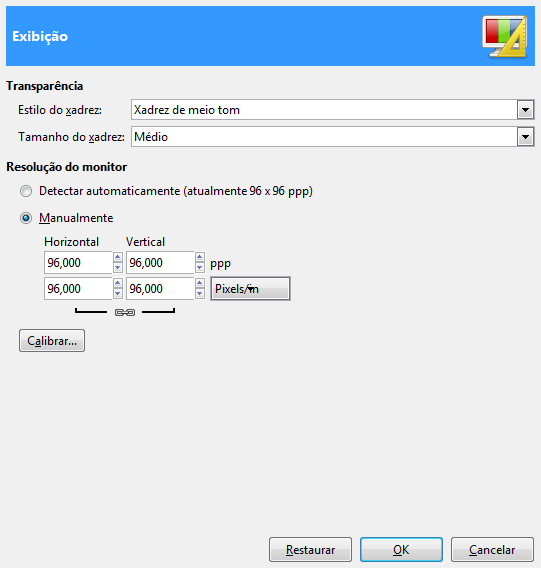 Exibição
Transparência
Estilo do xadrez: Xadrez de meio tom
Tamanho do xadrez: Médio
Resolução do monitor
Detectar automaticamente (atualmente 96 x 96 ppp)
Manualmente
Horizontal Vertical
96,000 96,000 ppp
96,000 96,000 Pixels/in
Calibrar...
Restaurar OK Cancelar